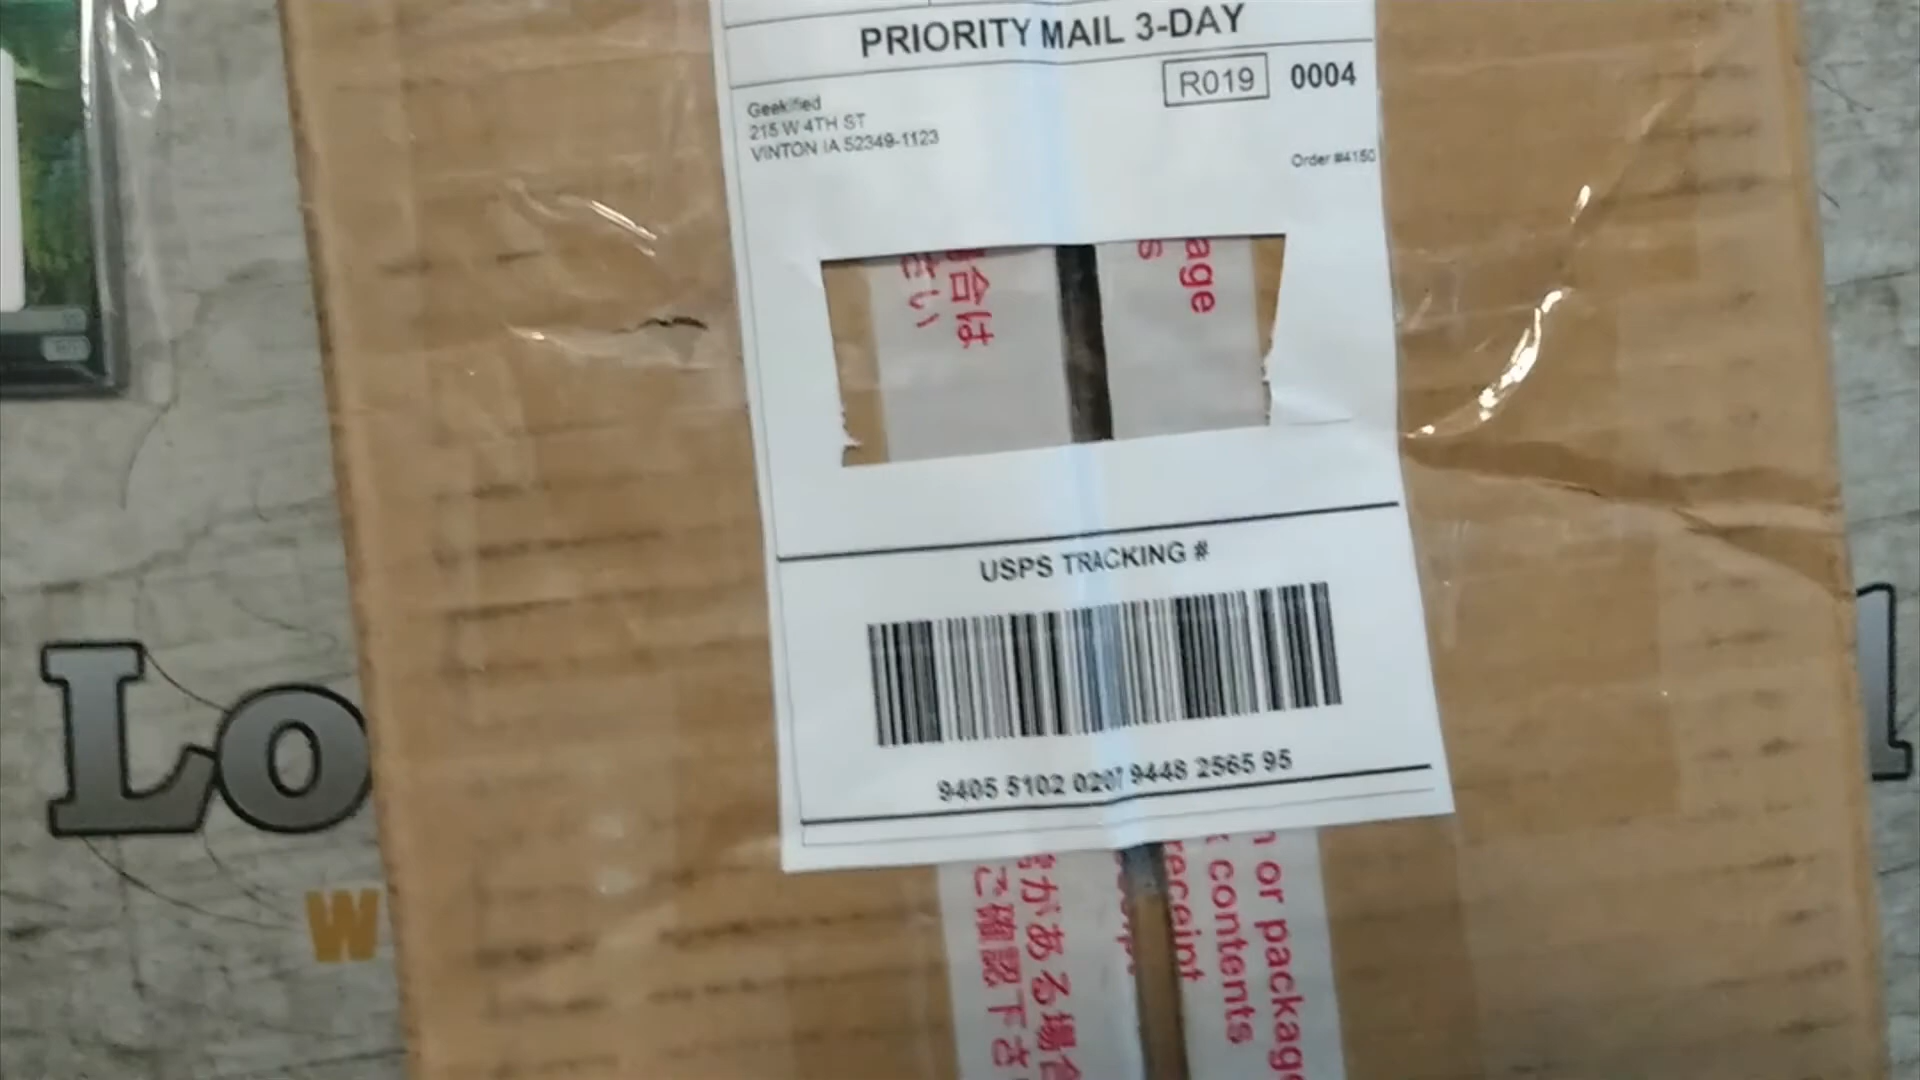 PRIORITY MAIL 3-DAY
R019 0004
Geekified
215 W 4TH ST
VINTON IA 52349-1123
Order #4150
合は
さい
age
s
USPS TRACKING #
9405 5102 0207 9448 2565 95
Lo
W
がある場合
ご確認下さ
receipt
contents
or package